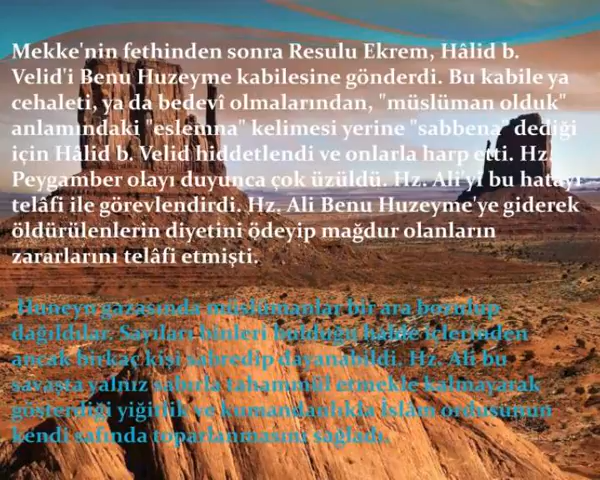 Mekke'nin fethinden sonra Resulu Ekrem, Hâlid b.
Velid'i Benu Huzeyme kabilesine gönderdi. Bu kabile ya
cehaleti, ya da bedevî olmalarından, "müslüman olduk"
anlamındaki "eslemna" kelimesi yerine "sabbena" dediği
için Hâlid b. Velid hiddetlendi ve onlarla harp etti. Hz.
Peygamber olayı duyunca çok üzüldü. Hz. Ali'yi bu hatayı
telâfi ile görevlendirdi. Hz. Ali Benu Huzeyme'ye giderek
öldürülenlerin diyetini ödeyip mağdur olanların
zararlarını telâfi etmişti.
Huneyn gazasında müslümanlar bir ara bozulup
dağıldılar. Sayıları binleri bulduğu halde içlerinden
ancak birkaç kişi sabredip dayanabildi. Hz. Ali bu
savaşta yalnız sabırla tahammül etmekle kalmayarak
gösterdiği yiğirlik ve kumandanlıkla İslâm ordusunun
kendi safında toparlanmasını sağladı.